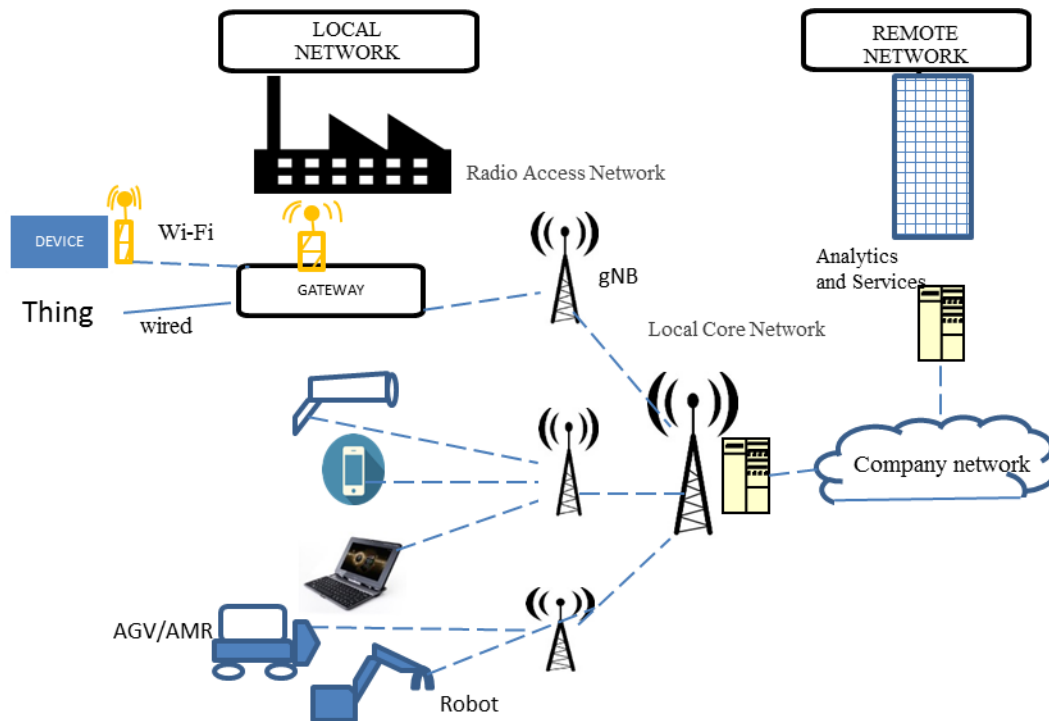 LOCAL
NETWORK
REMOTE
NETWORK
Radio Access Network
DEVICE
Wi-Fi
GATEWAY
gNB
Analytics
and Services
Thing
wired
Local Core Network
Company network
AGV/AMR
Robot